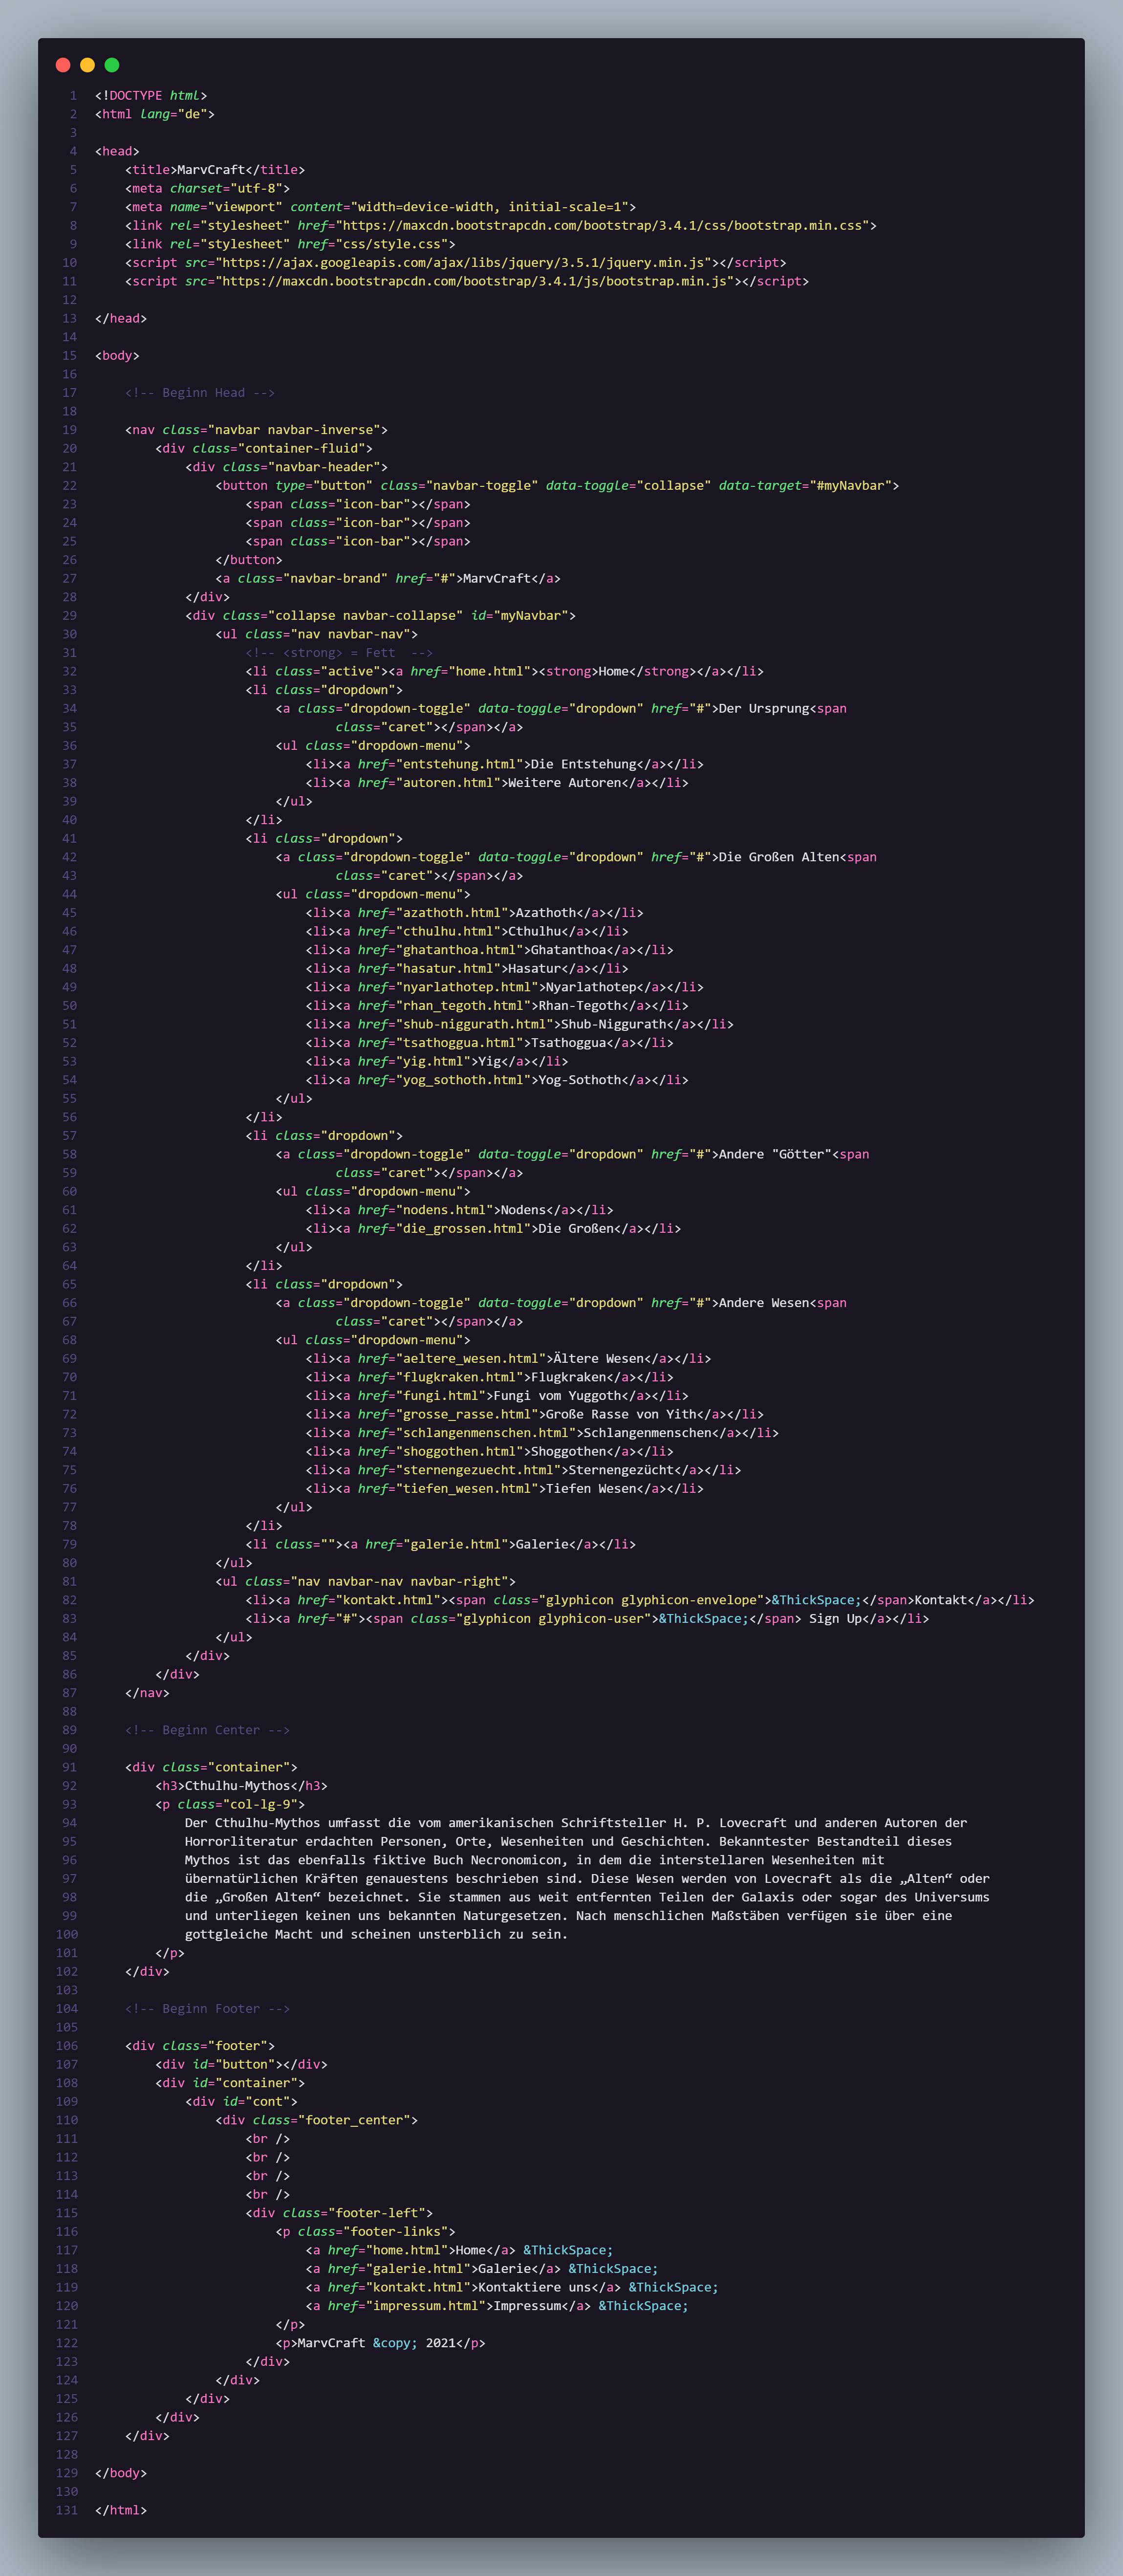 1 <!DOCTYPE html>
2 <html lang="de">
3
4 <head>
5     <title>MarvCraft</title>
6     <meta charset="utf-8">
7     <meta name="viewport" content="width=device-width, initial-scale=1">
8     <link rel="stylesheet" href="https://maxcdn.bootstrapcdn.com/bootstrap/3.4.1/css/bootstrap.min.css">
9     <link rel="stylesheet" href="css/style.css">
10     <script src="https://ajax.googleapis.com/ajax/libs/jquery/3.5.1/jquery.min.js"></script>
11     <script src="https://maxcdn.bootstrapcdn.com/bootstrap/3.4.1/js/bootstrap.min.js"></script>
12
13 </head>
14
15 <body>
16
17     <!-- Beginn Head -->
18
19     <nav class="navbar navbar-inverse">
20         <div class="container-fluid">
21             <div class="navbar-header">
22                 <button type="button" class="navbar-toggle" data-toggle="collapse" data-target="#myNavbar">
23                     <span class="icon-bar"></span>
24                     <span class="icon-bar"></span>
25                     <span class="icon-bar"></span>
26                 </button>
27                 <a class="navbar-brand" href="#">MarvCraft</a>
28             </div>
29             <div class="collapse navbar-collapse" id="myNavbar">
30                 <ul class="nav navbar-nav">
31                     <!-- <strong> = Fett  -->
32                     <li class="active"><a href="home.html"><strong>Home</strong></a></li>
33                     <li class="dropdown">
34                         <a class="dropdown-toggle" data-toggle="dropdown" href="#">Der Ursprung<span
35                                 class="caret"></span></a>
36                         <ul class="dropdown-menu">
37                             <li><a href="entstehung.html">Die Entstehung</a></li>
38                             <li><a href="autoren.html">Weitere Autoren</a></li>
39                         </ul>
40                     </li>
41                     <li class="dropdown">
42                         <a class="dropdown-toggle" data-toggle="dropdown" href="#">Die Großen Alten<span
43                                 class="caret"></span></a>
44                         <ul class="dropdown-menu">
45                             <li><a href="azathoth.html">Azathoth</a></li>
46                             <li><a href="cthulhu.html">Cthulhu</a></li>
47                             <li><a href="ghatanthoa.html">Ghatanthoa</a></li>
48                             <li><a href="hasatur.html">Hasatur</a></li>
49                             <li><a href="nyarlathotep.html">Nyarlathotep</a></li>
50                             <li><a href="rhan_tegoth.html">Rhan-Tegoth</a></li>
51                             <li><a href="shub-niggurath.html">Shub-Niggurath</a></li>
52                             <li><a href="tsathoggua.html">Tsathoggua</a></li>
53                             <li><a href="yig.html">Yig</a></li>
54                             <li><a href="yog_sothoth.html">Yog-Sothoth</a></li>
55                         </ul>
56                     </li>
57                     <li class="dropdown">
58                         <a class="dropdown-toggle" data-toggle="dropdown" href="#">Andere "Götter"<span
59                                 class="caret"></span></a>
60                         <ul class="dropdown-menu">
61                             <li><a href="nodens.html">Nodens</a></li>
62                             <li><a href="die_grossen.html">Die Großen</a></li>
63                         </ul>
64                     </li>
65                     <li class="dropdown">
66                         <a class="dropdown-toggle" data-toggle="dropdown" href="#">Andere Wesen<span
67                                 class="caret"></span></a>
68                         <ul class="dropdown-menu">
69                             <li><a href="aeltere_wesen.html">Ältere Wesen</a></li>
70                             <li><a href="flugkraken.html">Flugkraken</a></li>
71                             <li><a href="fungi.html">Fungi vom Yuggoth</a></li>
72                             <li><a href="grosse_rasse.html">Große Rasse von Yith</a></li>
73                             <li><a href="schlangenmenschen.html">Schlangenmenschen</a></li>
74                             <li><a href="shoggothen.html">Shoggothen</a></li>
75                             <li><a href="sternengezuecht.html">Sternengezücht</a></li>
76                             <li><a href="tiefen_wesen.html">Tiefen Wesen</a></li>
77                         </ul>
78                     </li>
79                     <li class=""><a href="galerie.html">Galerie</a></li>
80                 </ul>
81                 <ul class="nav navbar-nav navbar-right">
82                     <li><a href="kontakt.html"><span class="glyphicon glyphicon-envelope">&ThickSpace;</span>Kontakt</a></li>
83                     <li><a href="#"><span class="glyphicon glyphicon-user">&ThickSpace;</span> Sign Up</a></li>
84                 </ul>
85             </div>
86         </div>
87     </nav>
88
89     <!-- Beginn Center -->
90
91     <div class="container">
92         <h3>Cthulhu-Mythos</h3>
93         <p class="col-lg-9">
94             Der Cthulhu-Mythos umfasst die vom amerikanischen Schriftsteller H. P. Lovecraft und anderen Autoren der
95             Horrorliteratur erdachten Personen, Orte, Wesenheiten und Geschichten. Bekanntester Bestandteil dieses
96             Mythos ist das ebenfalls fiktive Buch Necronomicon, in dem die interstellaren Wesenheiten mit
97             übernatürlichen Kräften genauestens beschrieben sind. Diese Wesen werden von Lovecraft als die „Alten“ oder
98             die „Großen Alten“ bezeichnet. Sie stammen aus weit entfernten Teilen der Galaxis oder sogar des Universums
99             und unterliegen keinen uns bekannten Naturgesetzen. Nach menschlichen Maßstäben verfügen sie über eine
100             gottgleiche Macht und scheinen unsterblich zu sein.
101         </p>
102     </div>
103
104     <!-- Beginn Footer -->
105
106     <div class="footer">
107         <div id="button"></div>
108         <div id="container">
109             <div id="cont">
110                 <div class="footer_center">
111                     <br />
112                     <br />
113                     <br />
114                     <br />
115                     <div class="footer-left">
116                         <p class="footer-links">
117                             <a href="home.html">Home</a> &ThickSpace;
118                             <a href="galerie.html">Galerie</a> &ThickSpace;
119                             <a href="kontakt.html">Kontaktiere uns</a> &ThickSpace;
120                             <a href="impressum.html">Impressum</a> &ThickSpace;
121                         </p>
122                         <p>MarvCraft &copy; 2021</p>
123                     </div>
124                 </div>
125             </div>
126         </div>
127     </div>
128
129 </body>
130
131 </html>